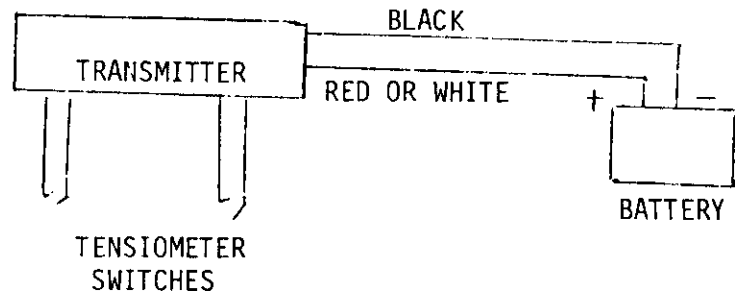 BLACK
TRANSMITTER
RED OR WHITE
+ −
BATTERY
TENSIOMETER
SWITCHES